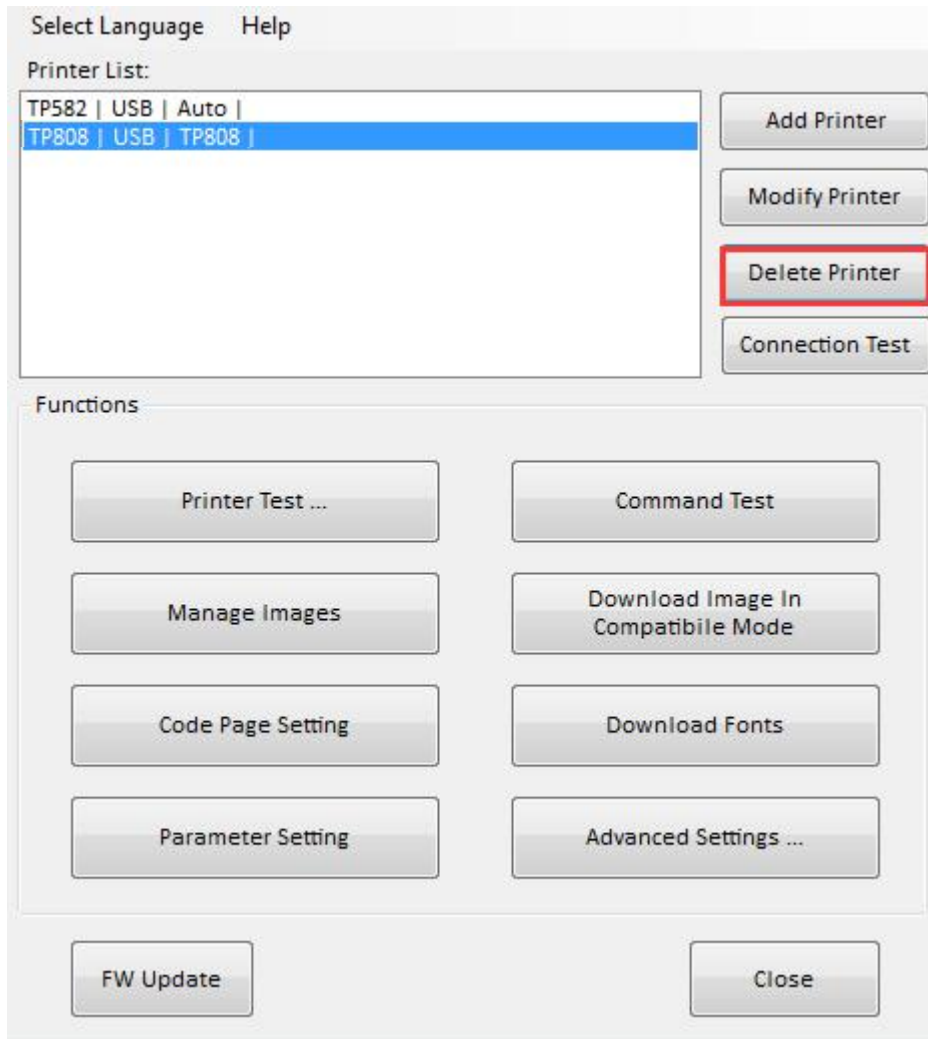 Select Language Help
Printer List:
TP582 | USB | Auto |
TP808 | USB | TP808 |
Add Printer
Modify Printer
Delete Printer
Connection Test
Functions
Printer Test ...
Command Test
Manage Images
Download Image In
Compatibile Mode
Code Page Setting
Download Fonts
Parameter Setting
Advanced Settings ...
FW Update
Close